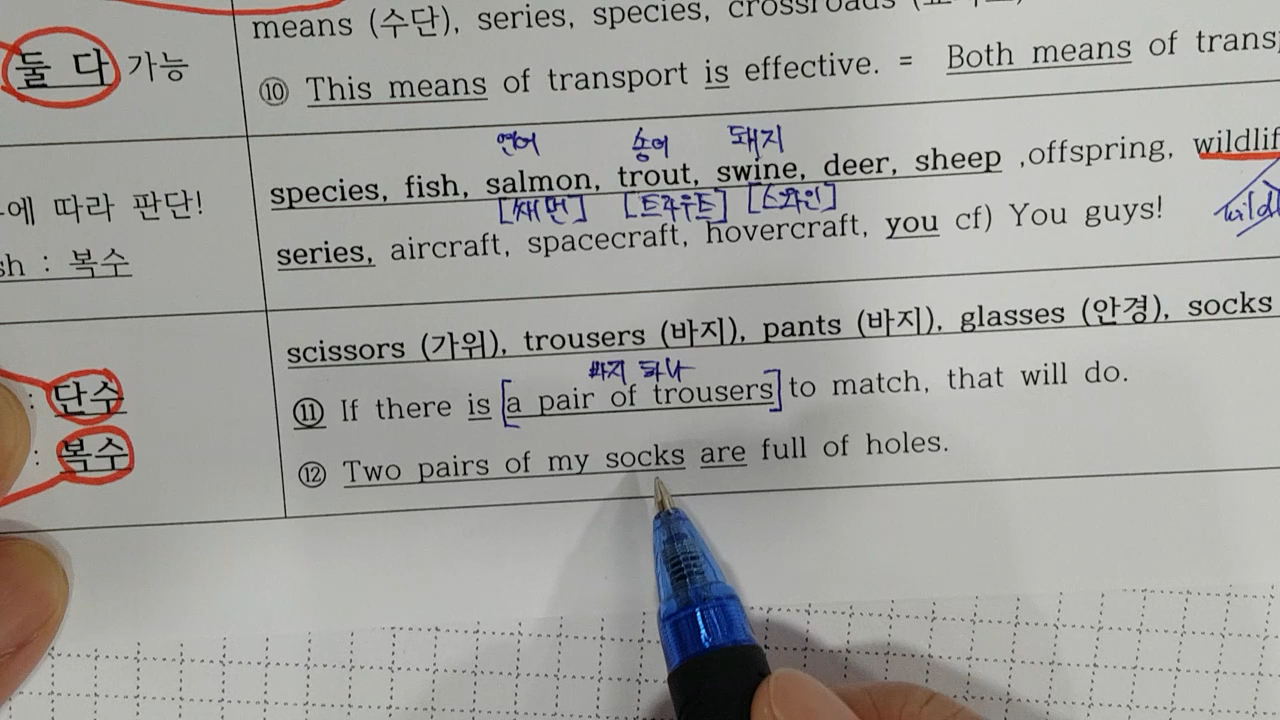 means (수단), series, species, crossroads
둘 다 가능
⑩ This means of transport is effective. = Both means of
연어 송어 돼지
species, fish, salmon, trout, swine, deer, sheep ,offspring,
에 따라 판단!
[쌔먼] [트라우트] [스와인]
series, aircraft, spacecraft, hovercraft, you cf) You guys!
: 복수
scissors (가위), trousers (바지), pants (바지), glasses (안경), socks
바지 하나
: 단수
⑪ If there is [a pair of trousers] to match, that will do.
: 복수
⑫ Two pairs of my socks are full of holes.